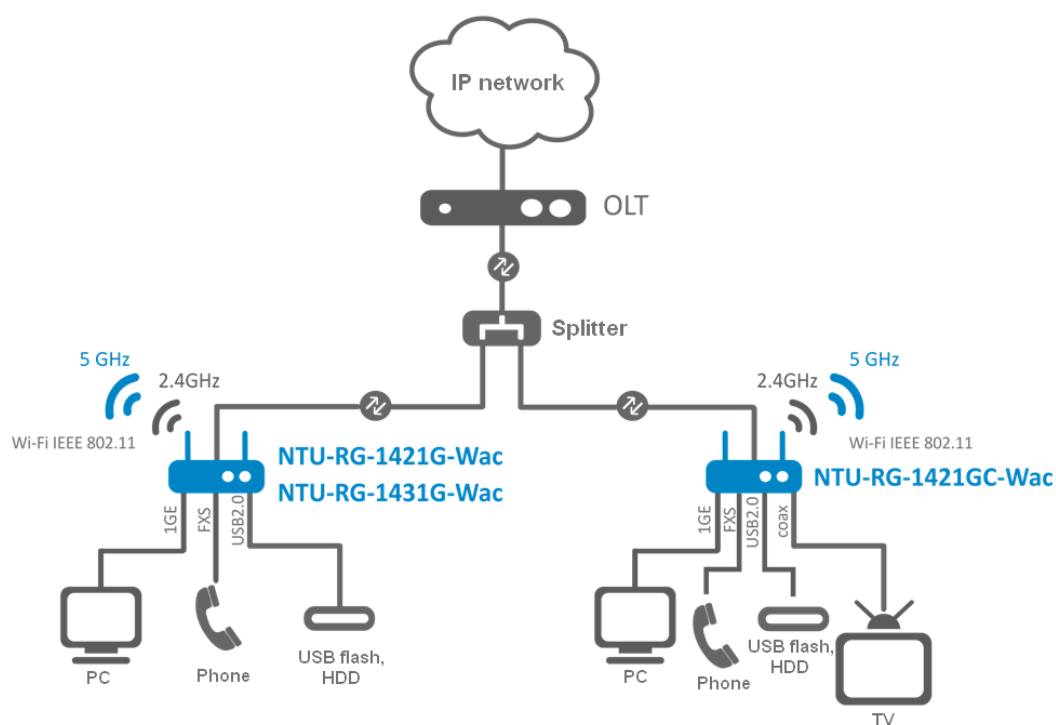 IP network
OLT
Splitter
5 GHz
2.4GHz
Wi-Fi IEEE 802.11
NTU-RG-1421G-Wac
NTU-RG-1431G-Wac
1GE
FXS
USB2.0
PC
Phone
USB flash,
HDD
5 GHz
2.4GHz
Wi-Fi IEEE 802.11
NTU-RG-1421GC-Wac
1GE
FXS
USB2.0
coax
PC
Phone
USB flash,
HDD
TV